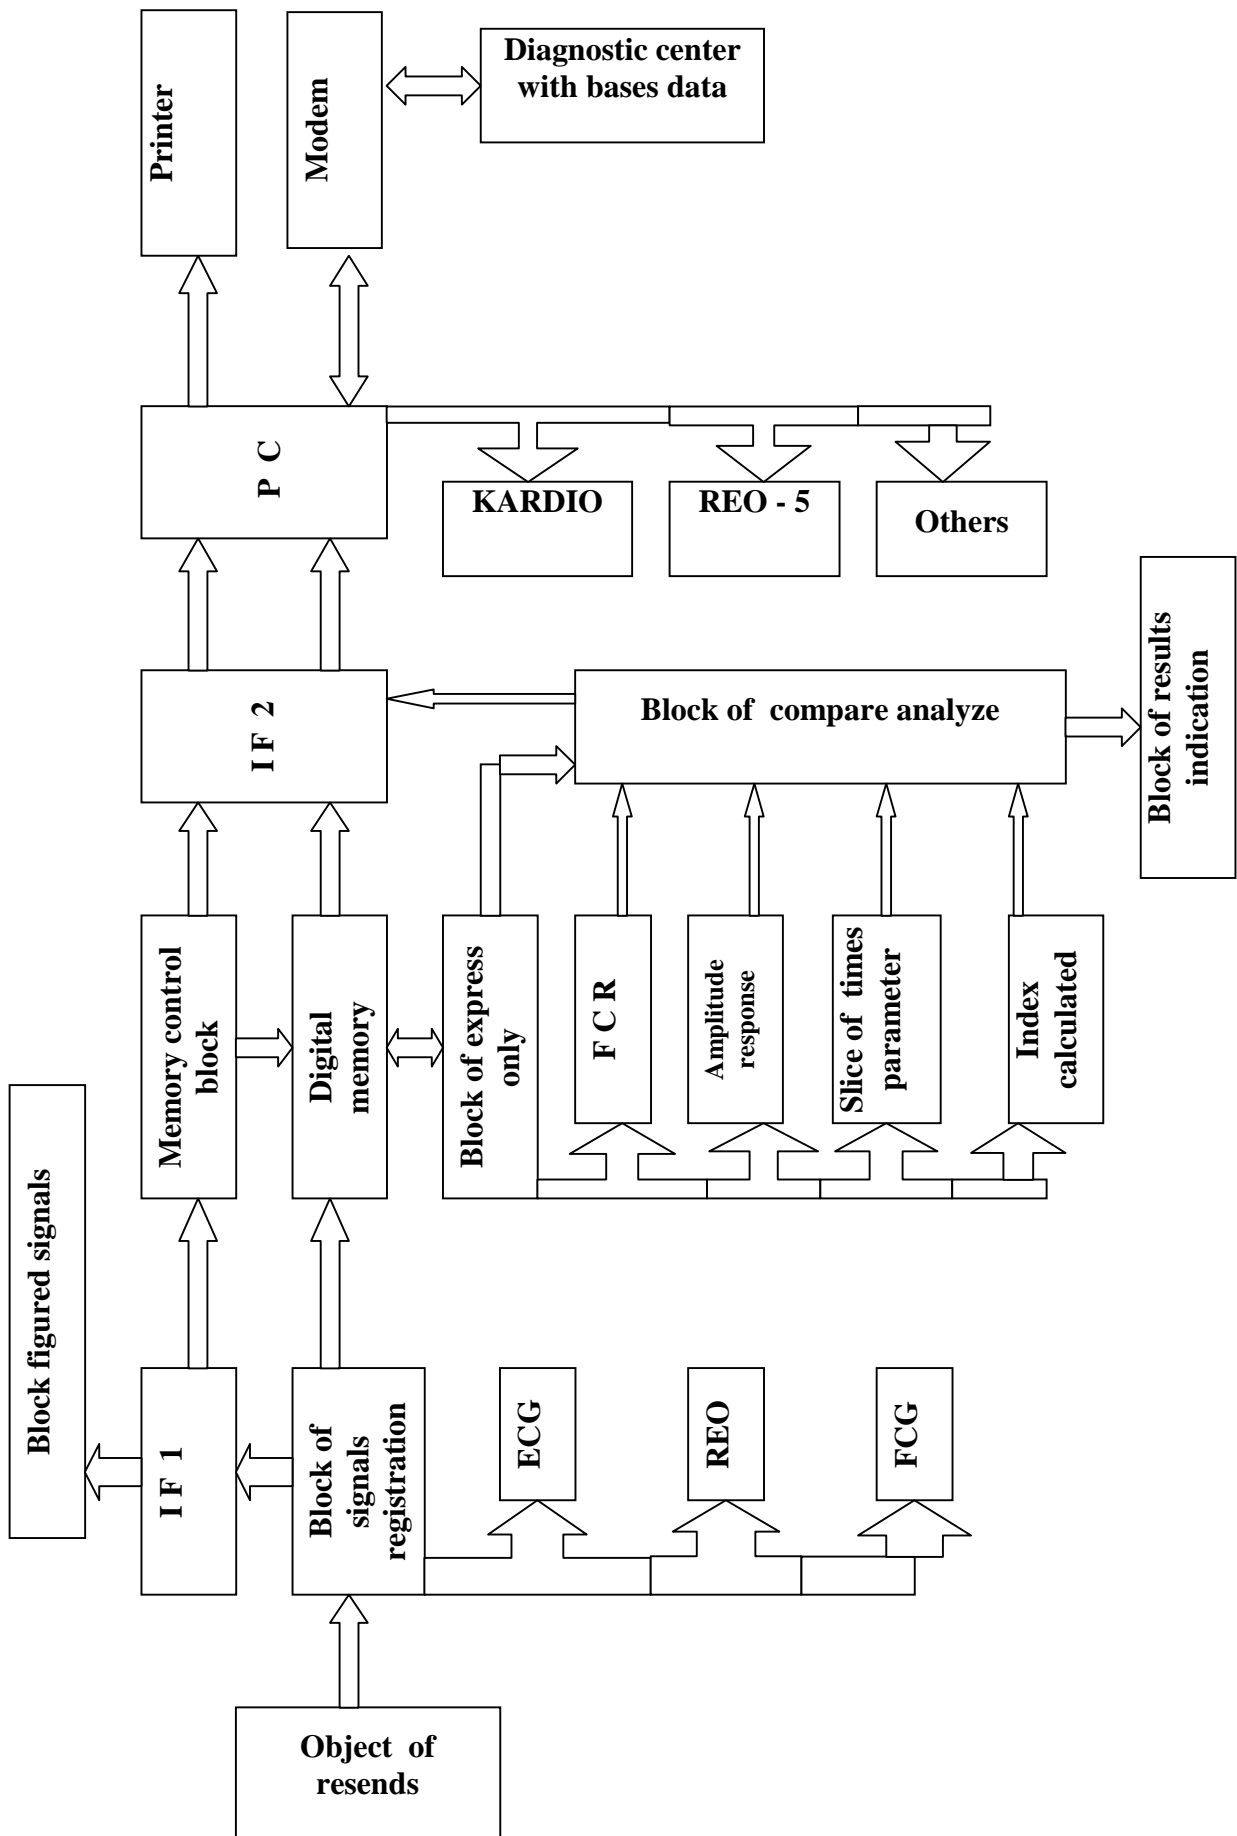 Printer
Modem
Diagnostic center
with bases data
P C
KARDIO
REO - 5
Others
I F 2
Block of compare analyze
Block of results
indication
Memory control
block
Digital
memory
Block of express
only
F C R
Amplitude
response
Slice of times
parameter
Index
calculated
Block figured signals
I F 1
Block of
signals
registration
ECG
REO
FCG
Object of
resends